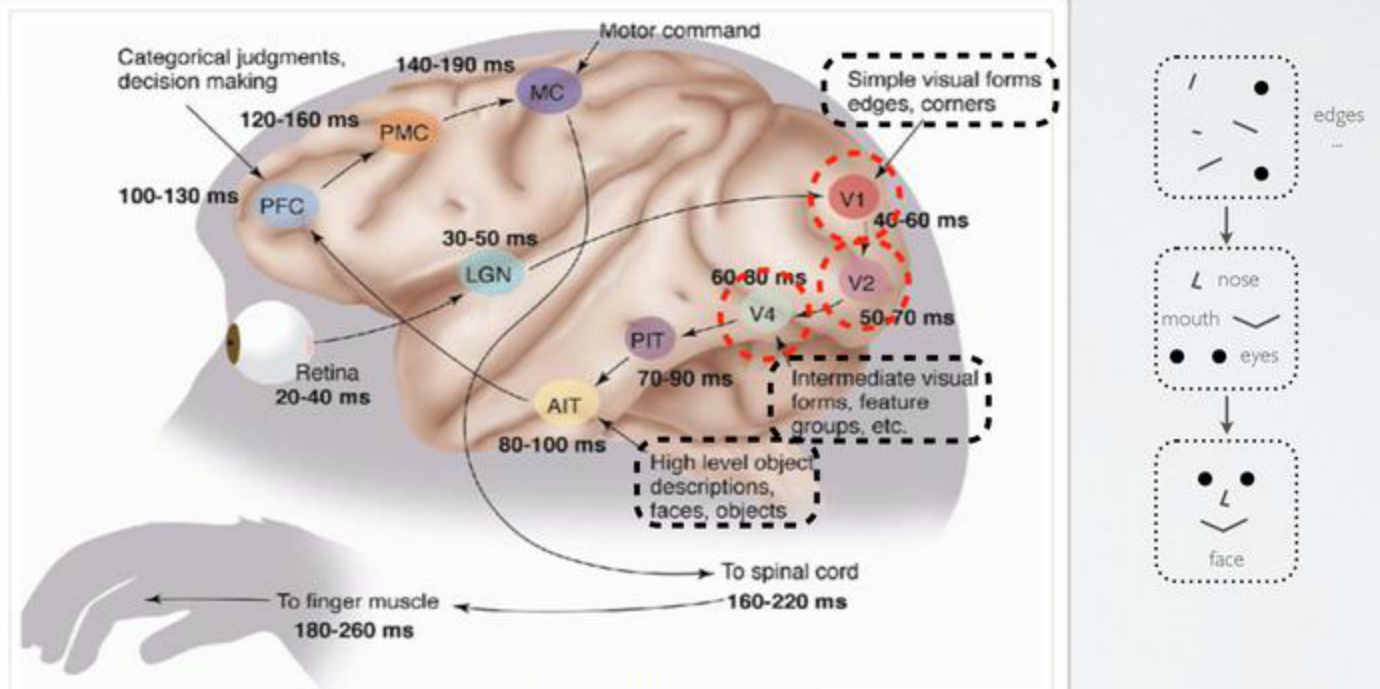 Motor command
Categorical judgments,
decision making
140-190 ms
MC
Simple visual forms
edges, corners
120-160 ms
PMC
100-130 ms
PFC
V1
40-60 ms
30-50 ms
LGN
60-80 ms
V2
V4
50-70 ms
PIT
Retina
20-40 ms
70-90 ms
Intermediate visual
forms, feature
groups, etc.
AIT
80-100 ms
High level object
descriptions,
faces, objects
To spinal cord
160-220 ms
To finger muscle
180-260 ms
edges
...
nose
mouth
eyes
face